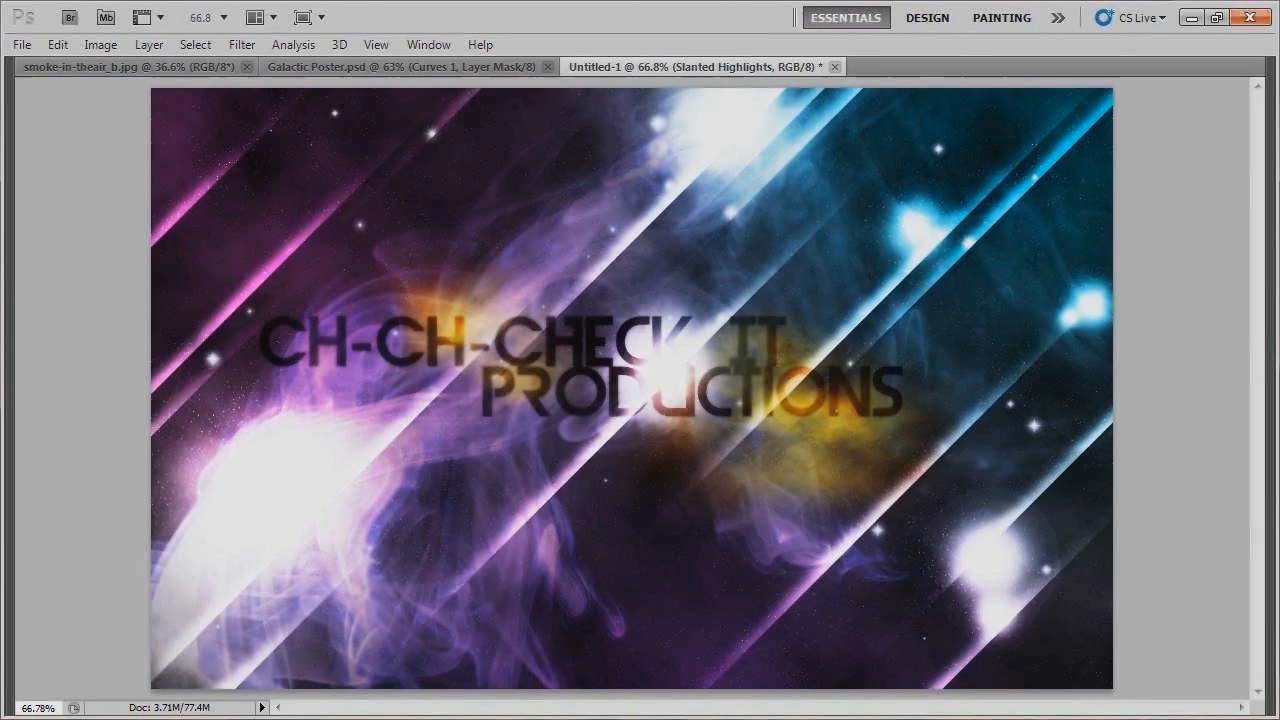 Ps Br Mb 66.8 ESSENTIALS DESIGN PAINTING CS Live
File Edit Image Layer Select Filter Analysis 3D View Window Help
smoke-in-theair_b.jpg @ 36.6% (RGB/8*) Galactic Poster.psd @ 63% (Curves 1, Layer Mask/8) Untitled-1 @ 66.8% (Slanted Highlights, RGB/8) *
CH-CH-CHECK IT
PRODUCTIONS
66.78% Doc: 3.71M/77.4M